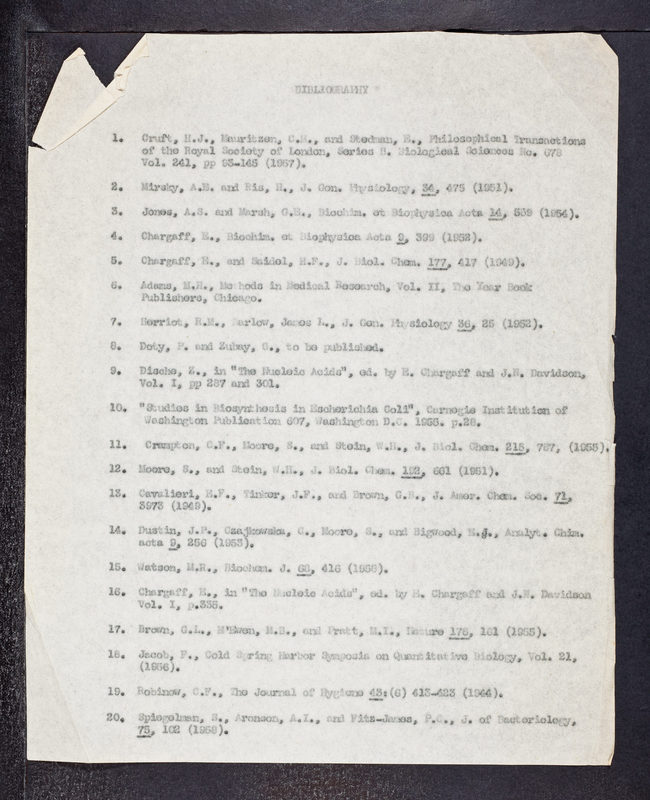 BIBLIOGRAPHY
1. Cruft, H.J., Mauritzen, C.M., and Stedman, E., Philosophical Transactions
of the Royal Society of London, Series B. Biological Sciences No. 678
Vol. 241, pp 93-145 (1957).
2. Mirsky, A.E. and Ris, H., J. Gen. Physiology, 34, 475 (1951).
3. Jones, A.S. and Marsh, G.E., Biochim. et Biophysica Acta 14, 559 (1954).
4. Chargaff, E., Biochim. et Biophysica Acta 9, 399 (1952).
5. Chargaff, E., and Saidel, H.F., J. Biol. Chem. 177, 417 (1949).
6. Adams, M.H., Methods in Medical Research, Vol. II, The Year Book
Publishers, Chicago.
7. Herriot, R.M., Barlow, James L., J. Gen. Physiology 36, 25 (1952).
8. Doty, P. and Zubay, G., to be published.
9. Dische, Z., in "The Nucleic Acids", ed. by E. Chargaff and J.N. Davidson,
Vol. I, pp 287 and 301.
10. "Studies in Biosynthesis in Escherichia Coli", Carnegie Institution of
Washington Publication 607, Washington D.C. 1955. p.28.
11. Crampton, C.F., Moore, S., and Stein, W.H., J. Biol. Chem. 215, 787, (1955).
12. Moore, S., and Stein, W.H., J. Biol. Chem. 192, 661 (1951).
13. Cavalieri, E.F., Tinker, J.F., and Brown, G.B., J. Amer. Chem. Soc. 71,
3973 (1949).
14. Dustin, J.P., Czajkowska, C., Moore, S., and Bigwood, E.J., Analyt. Chim.
acta 9, 256 (1953).
15. Watson, M.R., Biochem. J. 68, 416 (1958).
16. Chargaff, E., in "The Nucleic Acids", ed. by E. Chargaff and J.N. Davidson
Vol. I, p.335.
17. Brown, G.L., M'Ewen, M.B., and Pratt, M.I., Nature 176, 161 (1955).
18. Jacob, F., Cold Spring Harbor Symposia on Quantitative Biology, Vol. 21,
(1956).
19. Robinow, C.F., The Journal of Hygiene 43:(6) 413-423 (1944).
20. Spiegelman, S., Aronson, A.I., and Fitz-James, P.C., J. of Bacteriology,
75, 102 (1958).